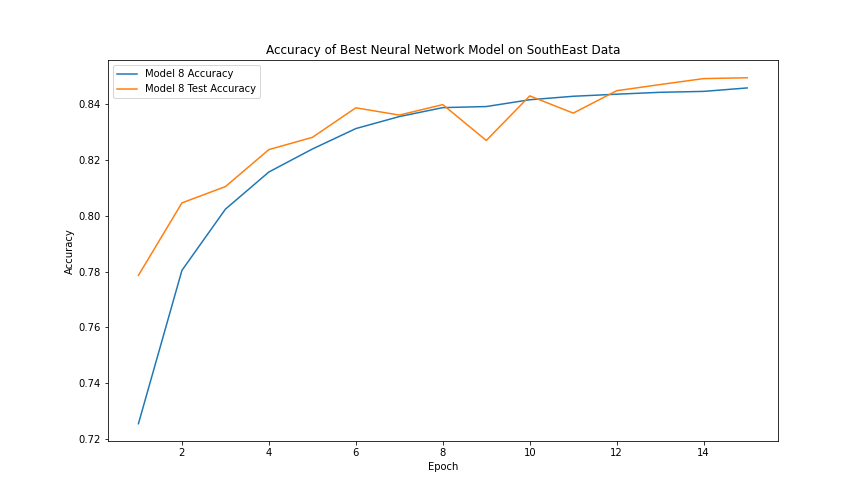 Accuracy of Best Neural Network Model on SouthEast Data
Model 8 Accuracy
Model 8 Test Accuracy
0.84
0.82
0.80
0.78
0.76
0.74
0.72
Accuracy
2 4 6 8 10 12 14
Epoch